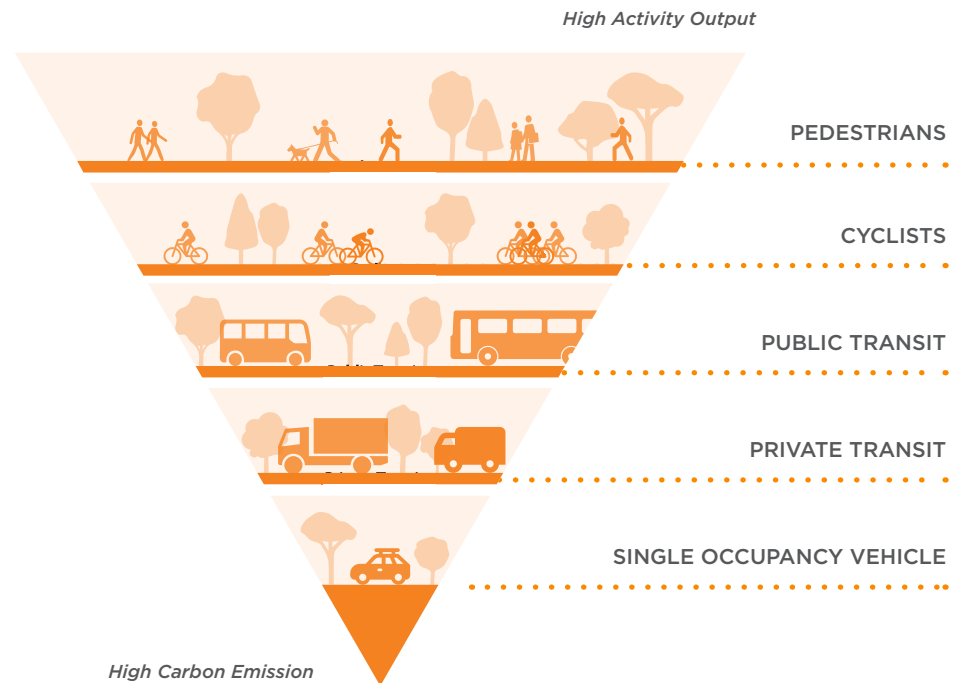 High Activity Output
PEDESTRIANS
CYCLISTS
PUBLIC TRANSIT
PRIVATE TRANSIT
SINGLE OCCUPANCY VEHICLE
High Carbon Emission